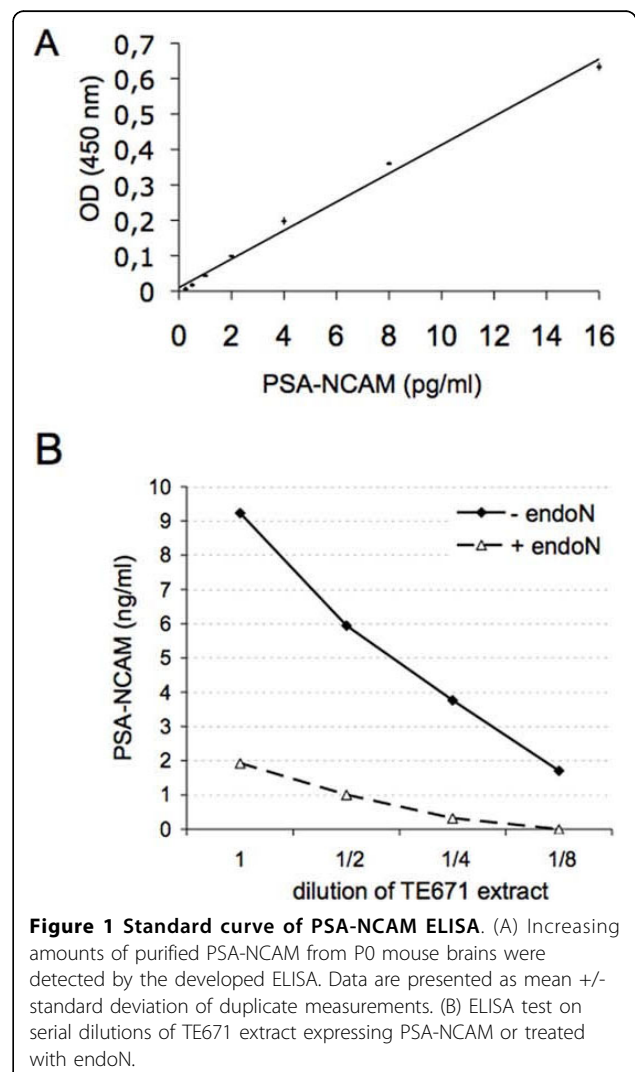 A
0,7
0,6
0,5
0,4
0,3
0,2
0,1
0
OD (450 nm)
0 2 4 6 8 10 12 14 16
PSA-NCAM (pg/ml)
B
10
9
8
7
6
5
4
3
2
1
0
PSA-NCAM (ng/ml)
- endoN
+ endoN
1 1/2 1/4 1/8
dilution of TE671 extract
Figure 1 Standard curve of PSA-NCAM ELISA. (A) Increasing
amounts of purified PSA-NCAM from P0 mouse brains were
detected by the developed ELISA. Data are presented as mean +/-
standard deviation of duplicate measurements. (B) ELISA test on
serial dilutions of TE671 extract expressing PSA-NCAM or treated
with endoN.